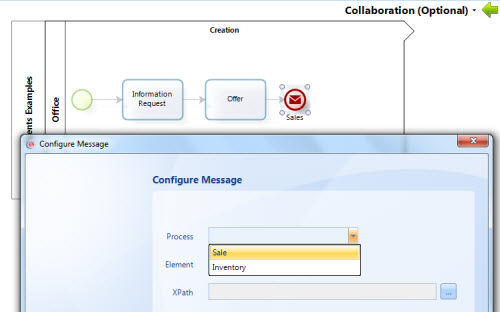 Collaboration (Optional)
Creation
Office
Information
Request
Offer
Sales
ents Examples
Configure Message
Configure Message
Process
Sale
Element
Inventory
XPath
...